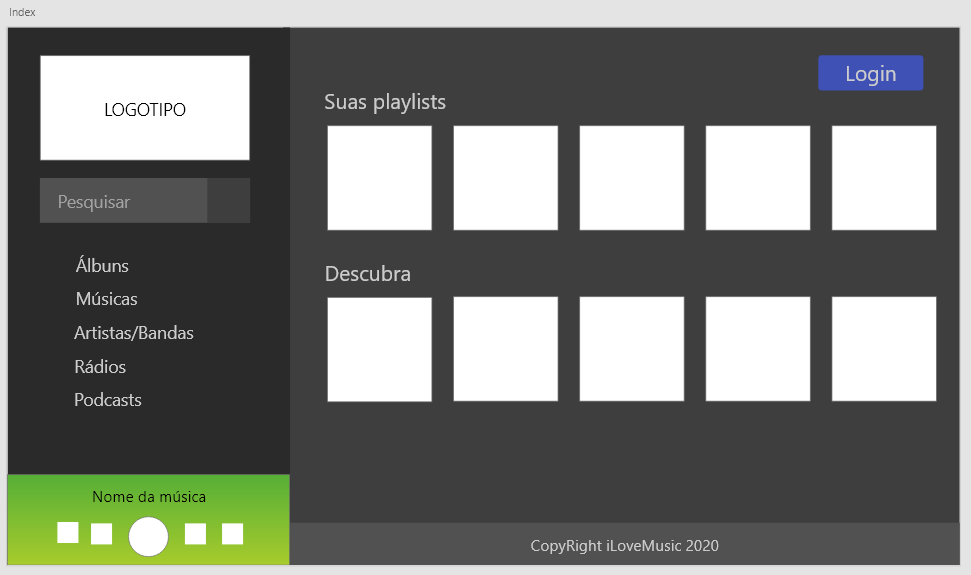 Index
LOGOTIPO
Pesquisar
Álbuns
Músicas
Artistas/Bandas
Rádios
Podcasts
Nome da música
Login
Suas playlists
Descubra
CopyRight iLoveMusic 2020